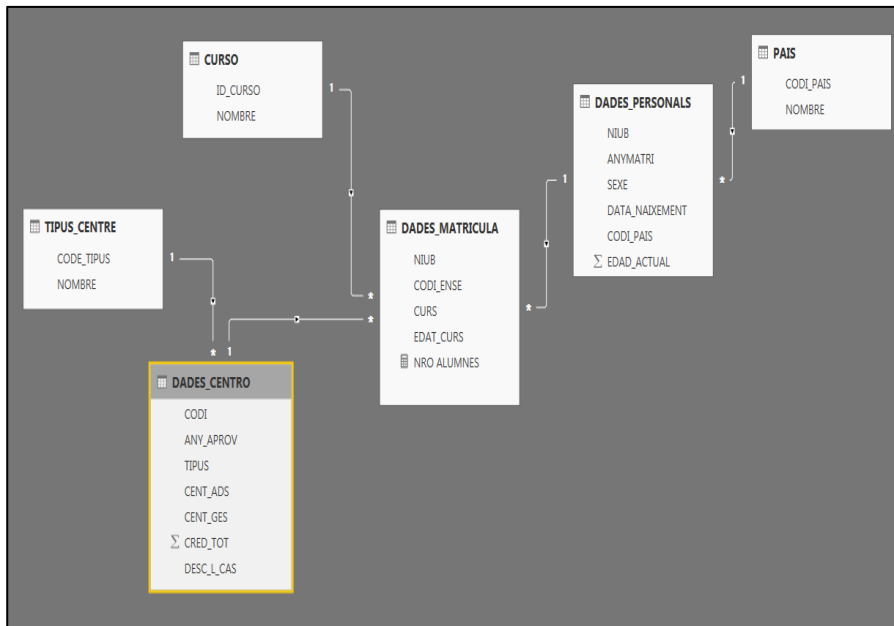 CURSO
ID_CURSO
NOMBRE
1
PAIS
CODI_PAIS
NOMBRE
1
*
DADES_PERSONALS
NIUB
ANYMATRI
SEXE
DATA_NAIXEMENT
CODI_PAIS
∑ EDAD_ACTUAL
1
*
TIPUS_CENTRE
CODE_TIPUS
NOMBRE
1
*
DADES_MATRICULA
NIUB
CODI_ENSE
CURS
EDAT_CURS
NRO ALUMNES
*
*
1
DADES_CENTRO
CODI
ANY_APROV
TIPUS
CENT_ADS
CENT_GES
∑ CRED_TOT
DESC_L_CAS